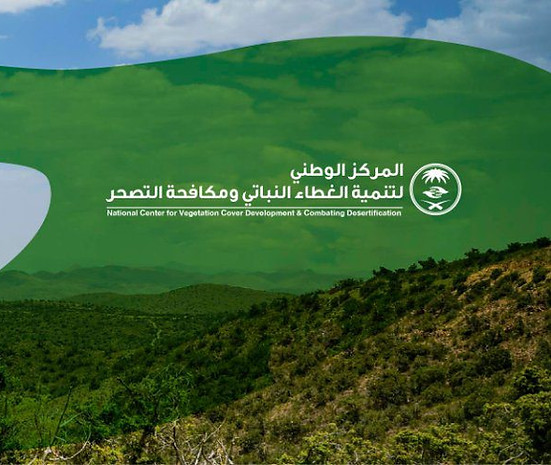 المركز الوطني
لتنمية الغطاء النباتي ومكافحة التصحر
National Center for Vegetation Cover Development & Combating Desertification